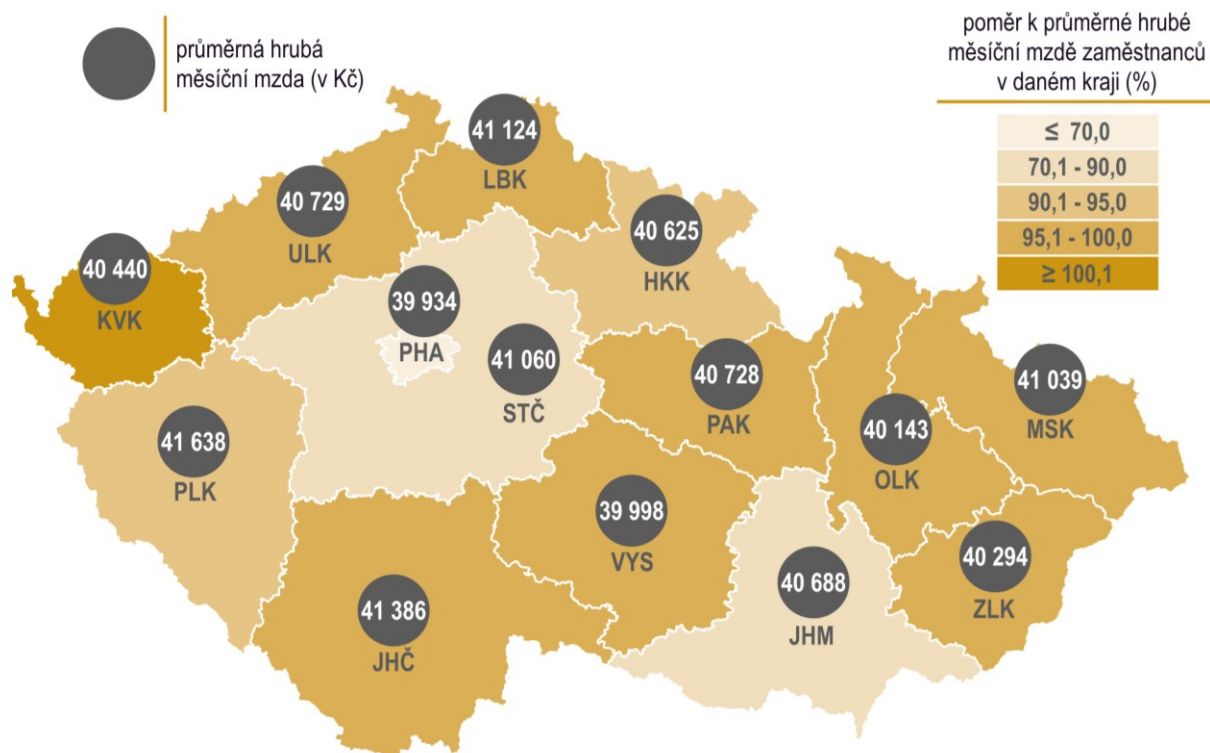 průměrná hrubá
měsíční mzda (v Kč)
poměr k průměrné hrubé
měsíční mzdě zaměstnanců
v daném kraji (%)
≤ 70,0
70,1 - 90,0
90,1 - 95,0
95,1 - 100,0
≥ 100,1
41 124
LBK
40 729
ULK
40 625
HKK
40 440
KVK
39 934
PHA
41 060
STČ
40 728
PAK
41 039
MSK
40 143
OLK
41 638
PLK
39 998
VYS
40 294
ZLK
40 688
JHM
41 386
JHČ